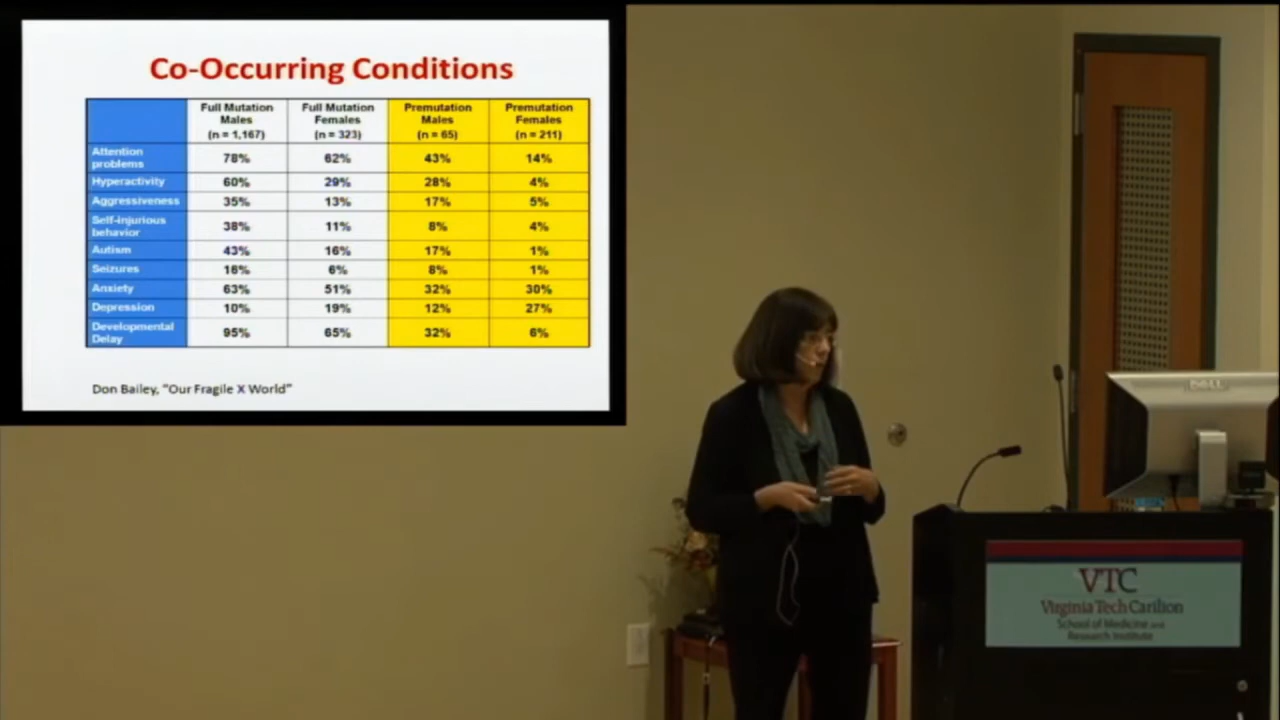 Co-Occurring Conditions
Full Mutation Males (n = 1,167) Full Mutation Females (n = 323) Premutation Males (n = 65) Premutation Females (n = 211)
Attention problems 78% 62% 43% 14%
Hyperactivity 60% 29% 28% 4%
Aggressiveness 35% 13% 17% 5%
Self-injurious behavior 38% 11% 8% 4%
Autism 43% 16% 17% 1%
Seizures 16% 6% 8% 1%
Anxiety 63% 51% 32% 30%
Depression 10% 19% 12% 27%
Developmental Delay 95% 65% 32% 6%
Don Bailey, "Our Fragile X World"
DELL
VTC
Virginia Tech Carilion
School of Medicine and
Research Institute